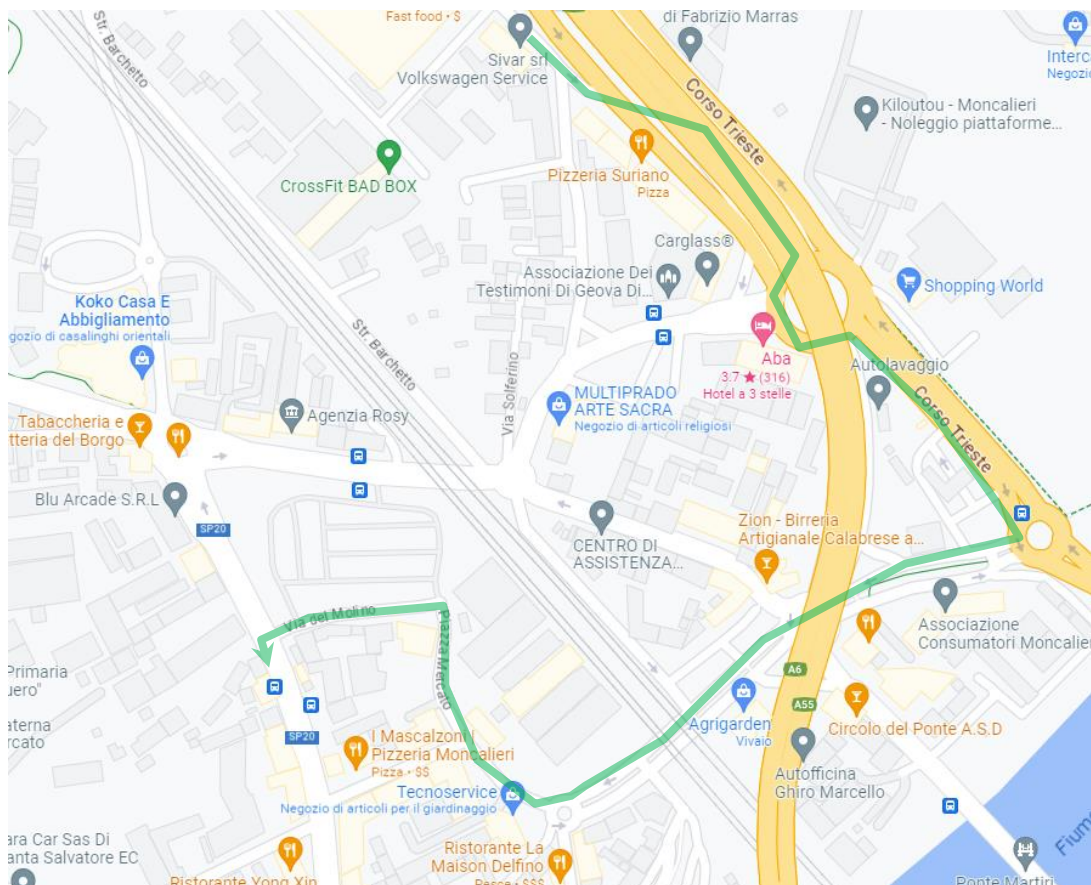 Fast food • $
di Fabrizio Marras
Str. Barchetto
Sivar srl
Volkswagen Service
Interc
Negozio
Corso Trieste
Kiloutou - Moncalieri
- Noleggio piattaforme...
CrossFit BAD BOX
Pizzeria Suriano
Pizza
Carglass®
Associazione Dei
Testimoni Di Geova Di...
Shopping World
Koko Casa E
Abbigliamento
gozio di casalinghi orientali
Str. Barchetto
Aba
3.7 ★ (316)
Hotel a 3 stelle
Autolavaggio
Via Solferino
MULTIPRADO
ARTE SACRA
Negozio di articoli religiosi
Corso Trieste
Agenzia Rosy
Tabaccheria e
tteria del Borgo
Blu Arcade S.R.L
SP20
CENTRO DI
ASSISTENZA...
Zion - Birreria
Artigianale Calabrese a...
Via del Molino
Piazza Mercato
Associazione
Consumatori Moncalie
Primaria
uero"
A6
A55
aterna
rcato
SP20
I Mascalzoni |
Pizzeria Moncalieri
Pizza • $$
Agrigarden
Vivaio
Circolo del Ponte A.S.D
Autofficina
Ghiro Marcello
Tecnoservice
Negozio di articoli per il giardinaggio
ara Car Sas Di
anta Salvatore EC
Ristorante La
Maison Delfino
Pesce • $$$
Ristorante Yong Xin
Fium
Ponte Martiri